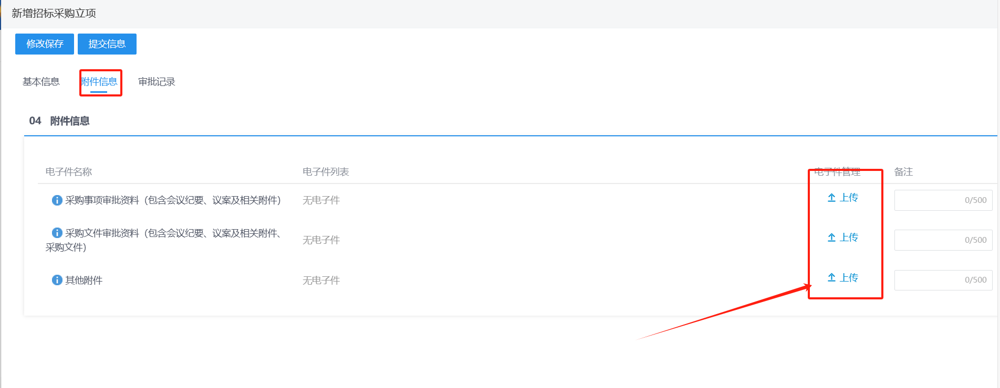 新增招标采购立项
修改保存 提交信息
基本信息 附件信息 审批记录
04 附件信息
电子件名称 电子件列表 电子件管理 备注
采购事项审批资料（包含会议纪要、议案及相关附件） 无电子件 上传 0/500
采购文件审批资料（包含会议纪要、议案及相关附件、
采购文件） 无电子件 上传 0/500
其他附件 无电子件 上传 0/500